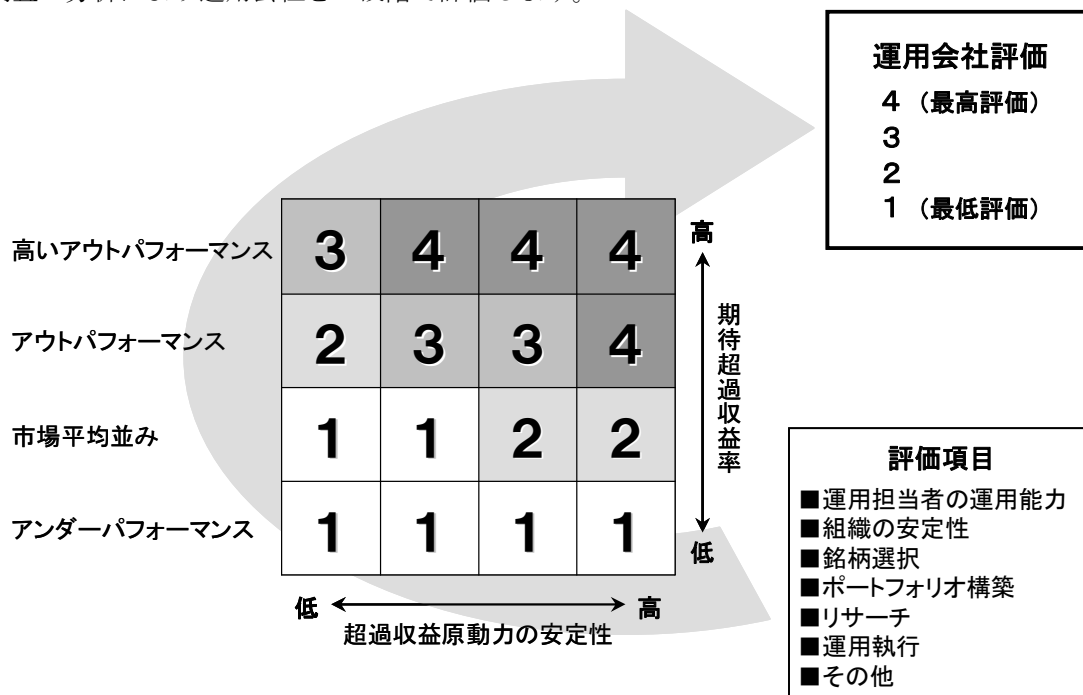 運用会社評価
4 （最高評価）
3
2
1 （最低評価）
高いアウトパフォーマンス 3 4 4 4 高
アウトパフォーマンス 2 3 3 4
市場平均並み 1 1 2 2
アンダーパフォーマンス 1 1 1 1 低
期待超過収益率
低 高
超過収益原動力の安定性
評価項目
■運用担当者の運用能力
■組織の安定性
■銘柄選択
■ポートフォリオ構築
■リサーチ
■運用執行
■その他